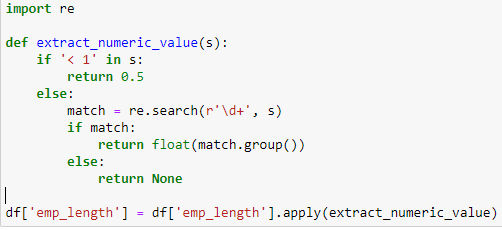 import re
def extract_numeric_value(s):
    if '< 1' in s:
        return 0.5
    else:
        match = re.search(r'\d+', s)
        if match:
            return float(match.group())
        else:
            return None
df['emp_length'] = df['emp_length'].apply(extract_numeric_value)